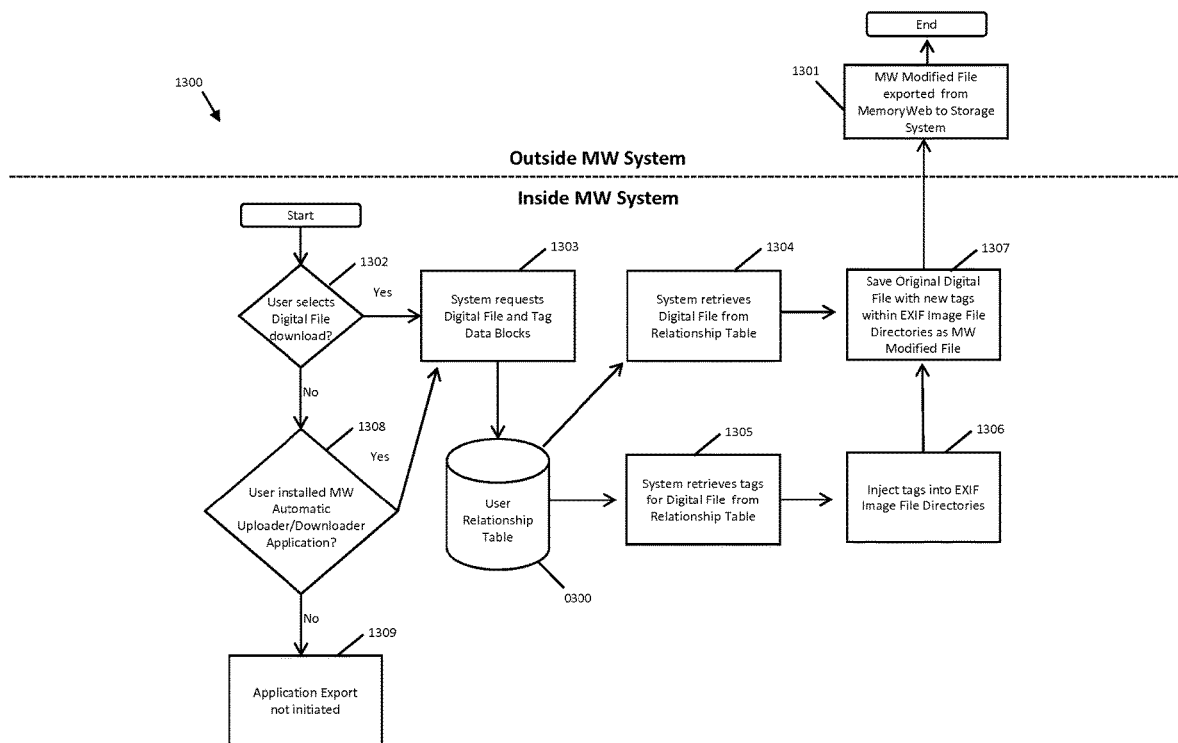 End
1301
MW Modified File
exported from
MemoryWeb to Storage
System
1300
Outside MW System
Inside MW System
Start
1302
User selects
Digital File
download?
Yes
1303
System requests
Digital File and Tag
Data Blocks
1304
System retrieves
Digital File from
Relationship Table
1307
Save Original Digital
File with new tags
within EXIF Image File
Directories as MW
Modified File
No
1308
User installed MW
Automatic
Uploader/Downloader
Application?
Yes
User
Relationship
Table
0300
1305
System retrieves tags
for Digital File from
Relationship Table
1306
Inject tags into EXIF
Image File Directories
No
1309
Application Export
not initiated